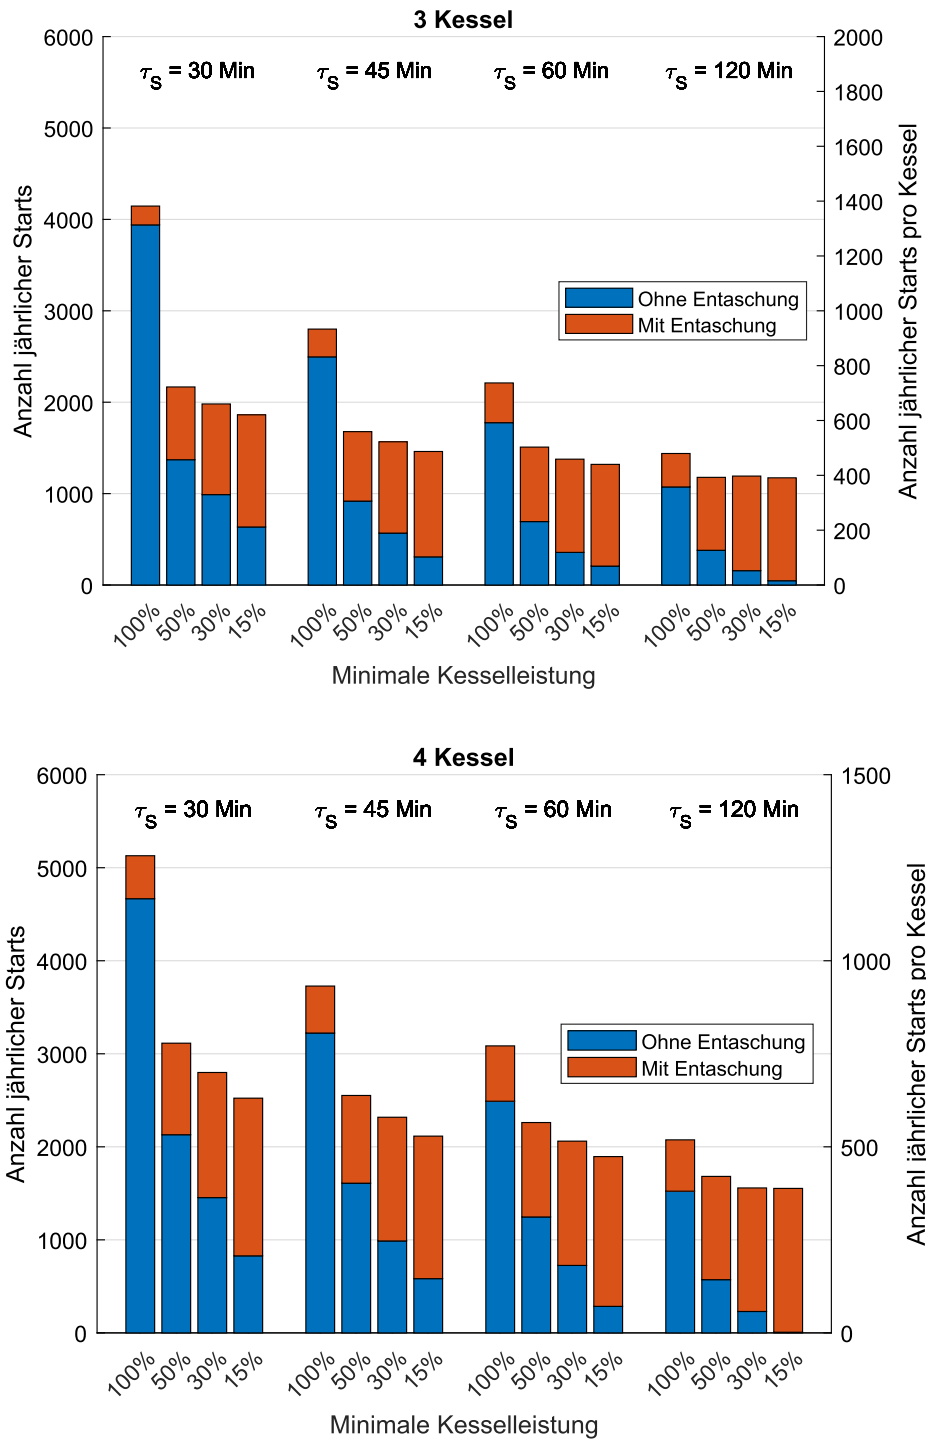 3 Kessel
6000
5000
4000
3000
2000
1000
0
Anzahl jährlicher Starts
τS = 30 Min
τS = 45 Min
τS = 60 Min
τS = 120 Min
Ohne Entaschung
Mit Entaschung
2000
1800
1600
1400
1200
1000
800
600
400
200
0
Anzahl jährlicher Starts pro Kessel
100% 50% 30% 15% 100% 50% 30% 15% 100% 50% 30% 15% 100% 50% 30% 15%
Minimale Kesselleistung
4 Kessel
6000
5000
4000
3000
2000
1000
0
Anzahl jährlicher Starts
τS = 30 Min
τS = 45 Min
τS = 60 Min
τS = 120 Min
Ohne Entaschung
Mit Entaschung
1500
1000
500
0
Anzahl jährlicher Starts pro Kessel
100% 50% 30% 15% 100% 50% 30% 15% 100% 50% 30% 15% 100% 50% 30% 15%
Minimale Kesselleistung